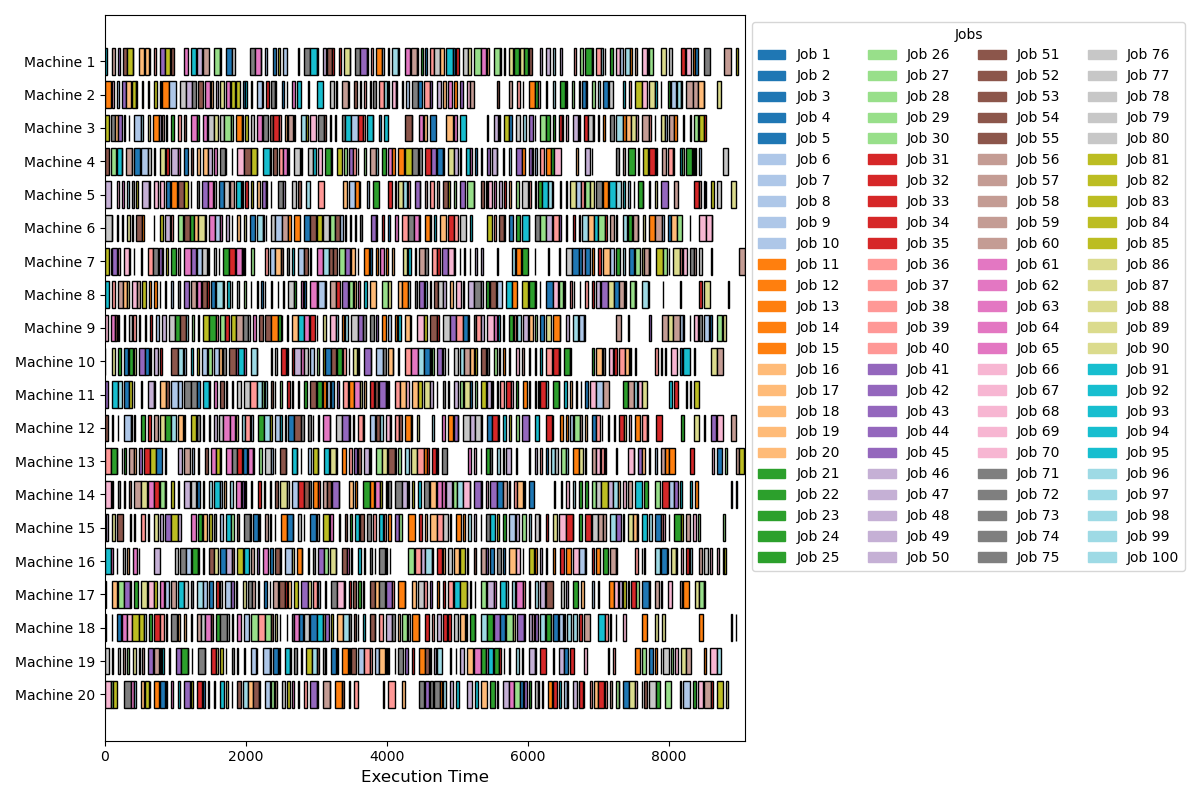 Jobs
Job 1 Job 26 Job 51 Job 76
Job 2 Job 27 Job 52 Job 77
Job 3 Job 28 Job 53 Job 78
Job 4 Job 29 Job 54 Job 79
Job 5 Job 30 Job 55 Job 80
Job 6 Job 31 Job 56 Job 81
Job 7 Job 32 Job 57 Job 82
Job 8 Job 33 Job 58 Job 83
Job 9 Job 34 Job 59 Job 84
Job 10 Job 35 Job 60 Job 85
Job 11 Job 36 Job 61 Job 86
Job 12 Job 37 Job 62 Job 87
Job 13 Job 38 Job 63 Job 88
Job 14 Job 39 Job 64 Job 89
Job 15 Job 40 Job 65 Job 90
Job 16 Job 41 Job 66 Job 91
Job 17 Job 42 Job 67 Job 92
Job 18 Job 43 Job 68 Job 93
Job 19 Job 44 Job 69 Job 94
Job 20 Job 45 Job 70 Job 95
Job 21 Job 46 Job 71 Job 96
Job 22 Job 47 Job 72 Job 97
Job 23 Job 48 Job 73 Job 98
Job 24 Job 49 Job 74 Job 99
Job 25 Job 50 Job 75 Job 100
Machine 1
Machine 2
Machine 3
Machine 4
Machine 5
Machine 6
Machine 7
Machine 8
Machine 9
Machine 10
Machine 11
Machine 12
Machine 13
Machine 14
Machine 15
Machine 16
Machine 17
Machine 18
Machine 19
Machine 20
0 2000 4000 6000 8000
Execution Time